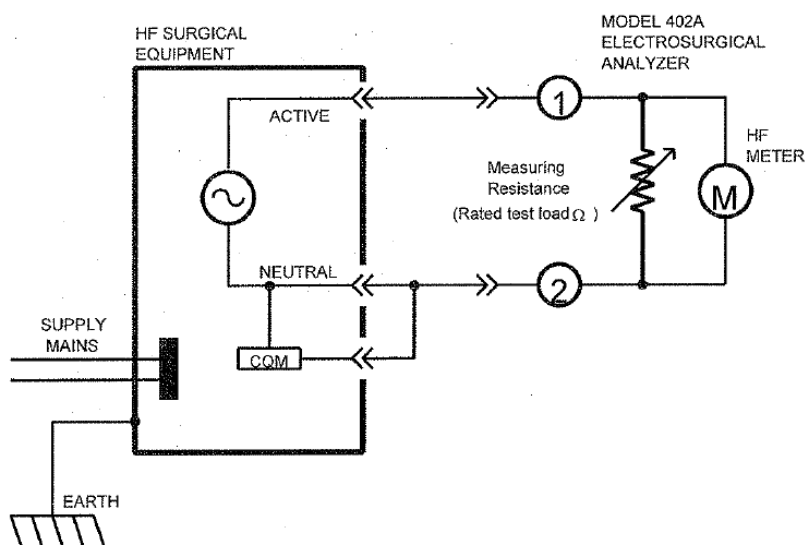 HF SURGICAL
EQUIPMENT
MODEL 402A
ELECTROSURGICAL
ANALYZER
ACTIVE
1
HF
METER
Measuring
Resistance
(Rated test load Ω )
M
NEUTRAL
2
SUPPLY
MAINS
CQM
EARTH